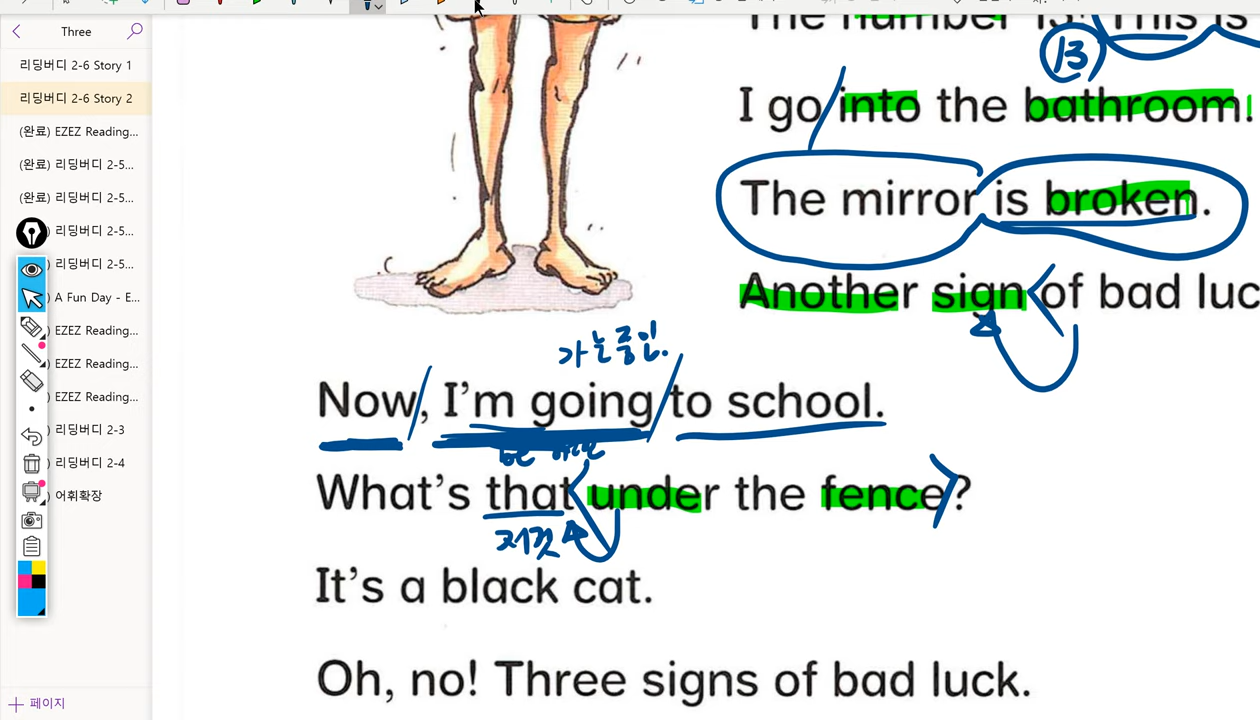 Three
리딩버디 2-6 Story 1
리딩버디 2-6 Story 2
(완료) EZEZ Reading...
(완료) 리딩버디 2-5...
(완료) 리딩버디 2-5...
) 리딩버디 2-5...
) 리딩버디 2-5...
) A Fun Day - E...
) EZEZ Reading...
) EZEZ Reading...
) EZEZ Reading...
) 리딩버디 2-3
) 리딩버디 2-4
어휘확장
페이지
The number is 13! This is
13
I go into the bathroom.
The mirror is broken.
Another sign of bad luc
가는중인.
Now, I'm going to school.
What's that under the fence?
저것
It's a black cat.
Oh, no! Three signs of bad luck.